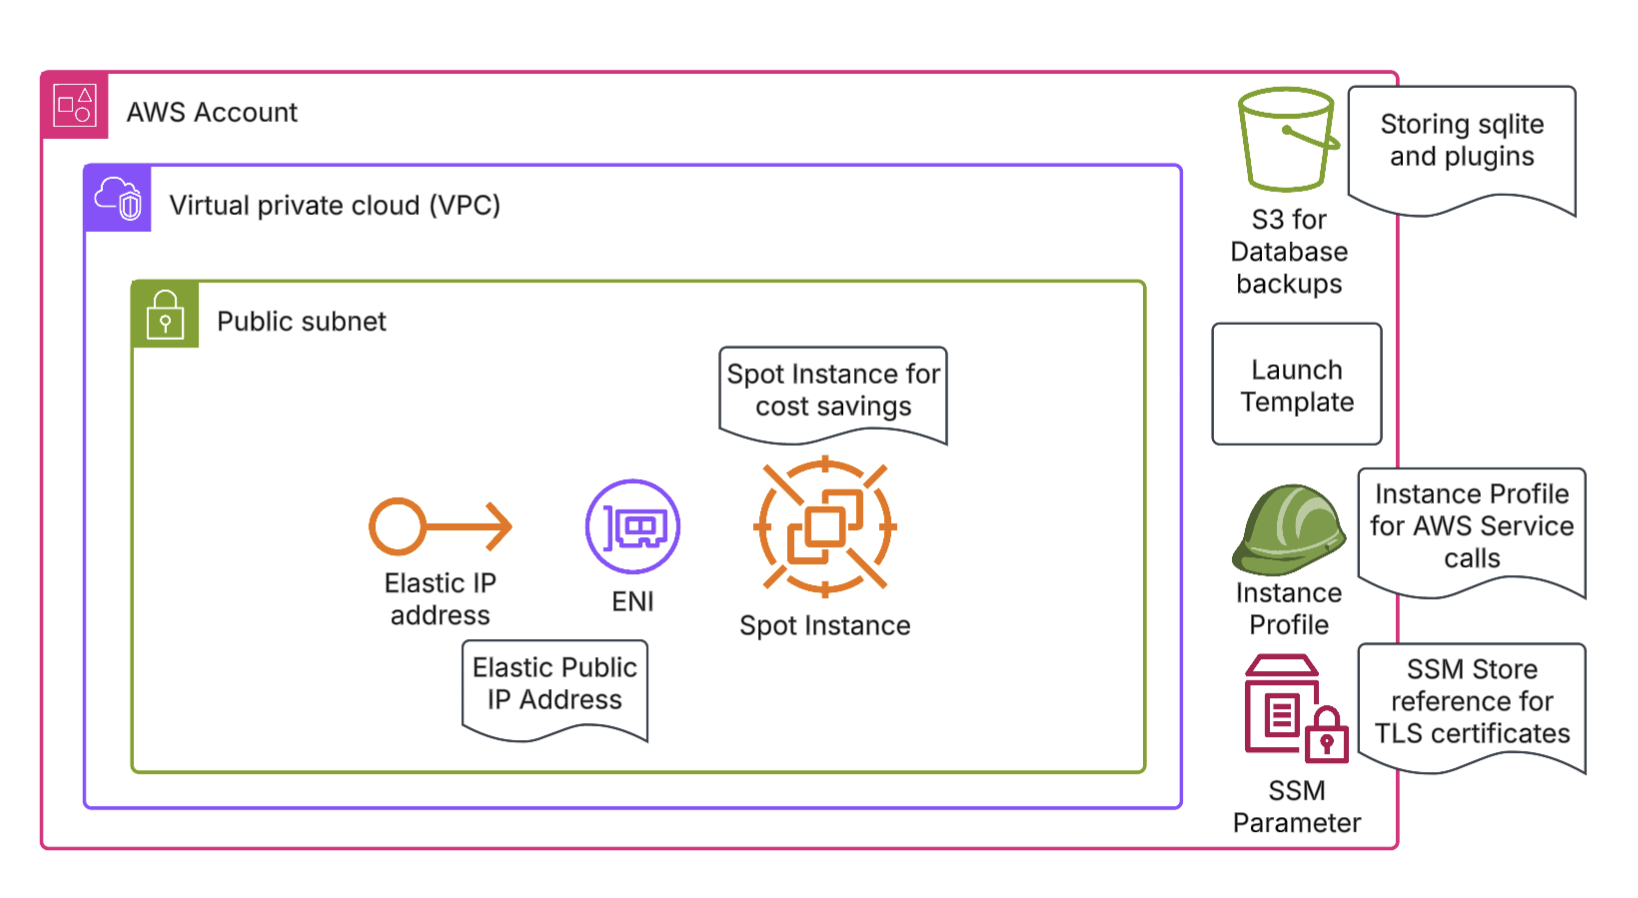 AWS Account
Virtual private cloud (VPC)
Public subnet
Spot Instance for
cost savings
Elastic IP
address
ENI
Spot Instance
Elastic Public
IP Address
Storing sqlite
and plugins
S3 for
Database
backups
Launch
Template
Instance Profile
for AWS Service
calls
Instance
Profile
SSM Store
reference for
TLS certificates
SSM
Parameter